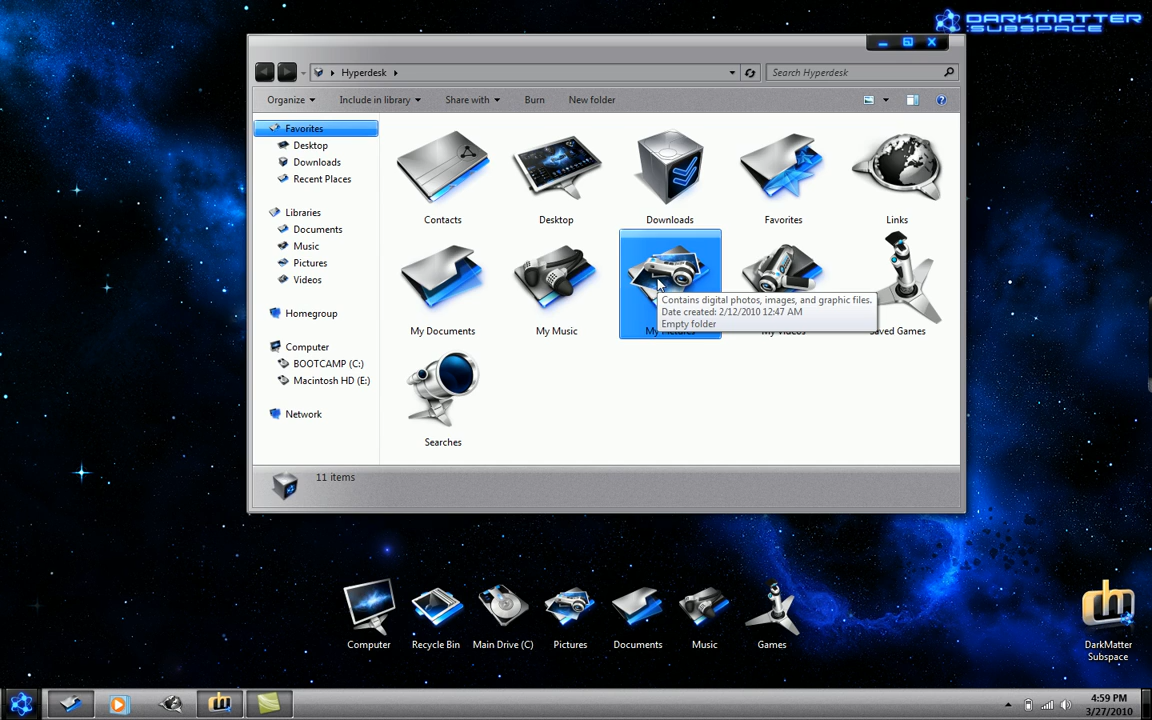 DARKMATTER
:SUBSPACE
Hyperdesk
Search Hyperdesk
Organize
Include in library
Share with
Burn
New folder
Favorites
Desktop
Downloads
Recent Places
Libraries
Documents
Music
Pictures
Videos
Homegroup
Computer
BOOTCAMP (C:)
Macintosh HD (E:)
Network
Contacts
Desktop
Downloads
Favorites
Links
My Documents
My Music
My Pictures
My Videos
Saved Games
Contains digital photos, images, and graphic files.
Date created: 2/12/2010 12:47 AM
Empty folder
Searches
11 items
Computer
Recycle Bin
Main Drive (C)
Pictures
Documents
Music
Games
DarkMatter
Subspace
4:59 PM
3/27/2010